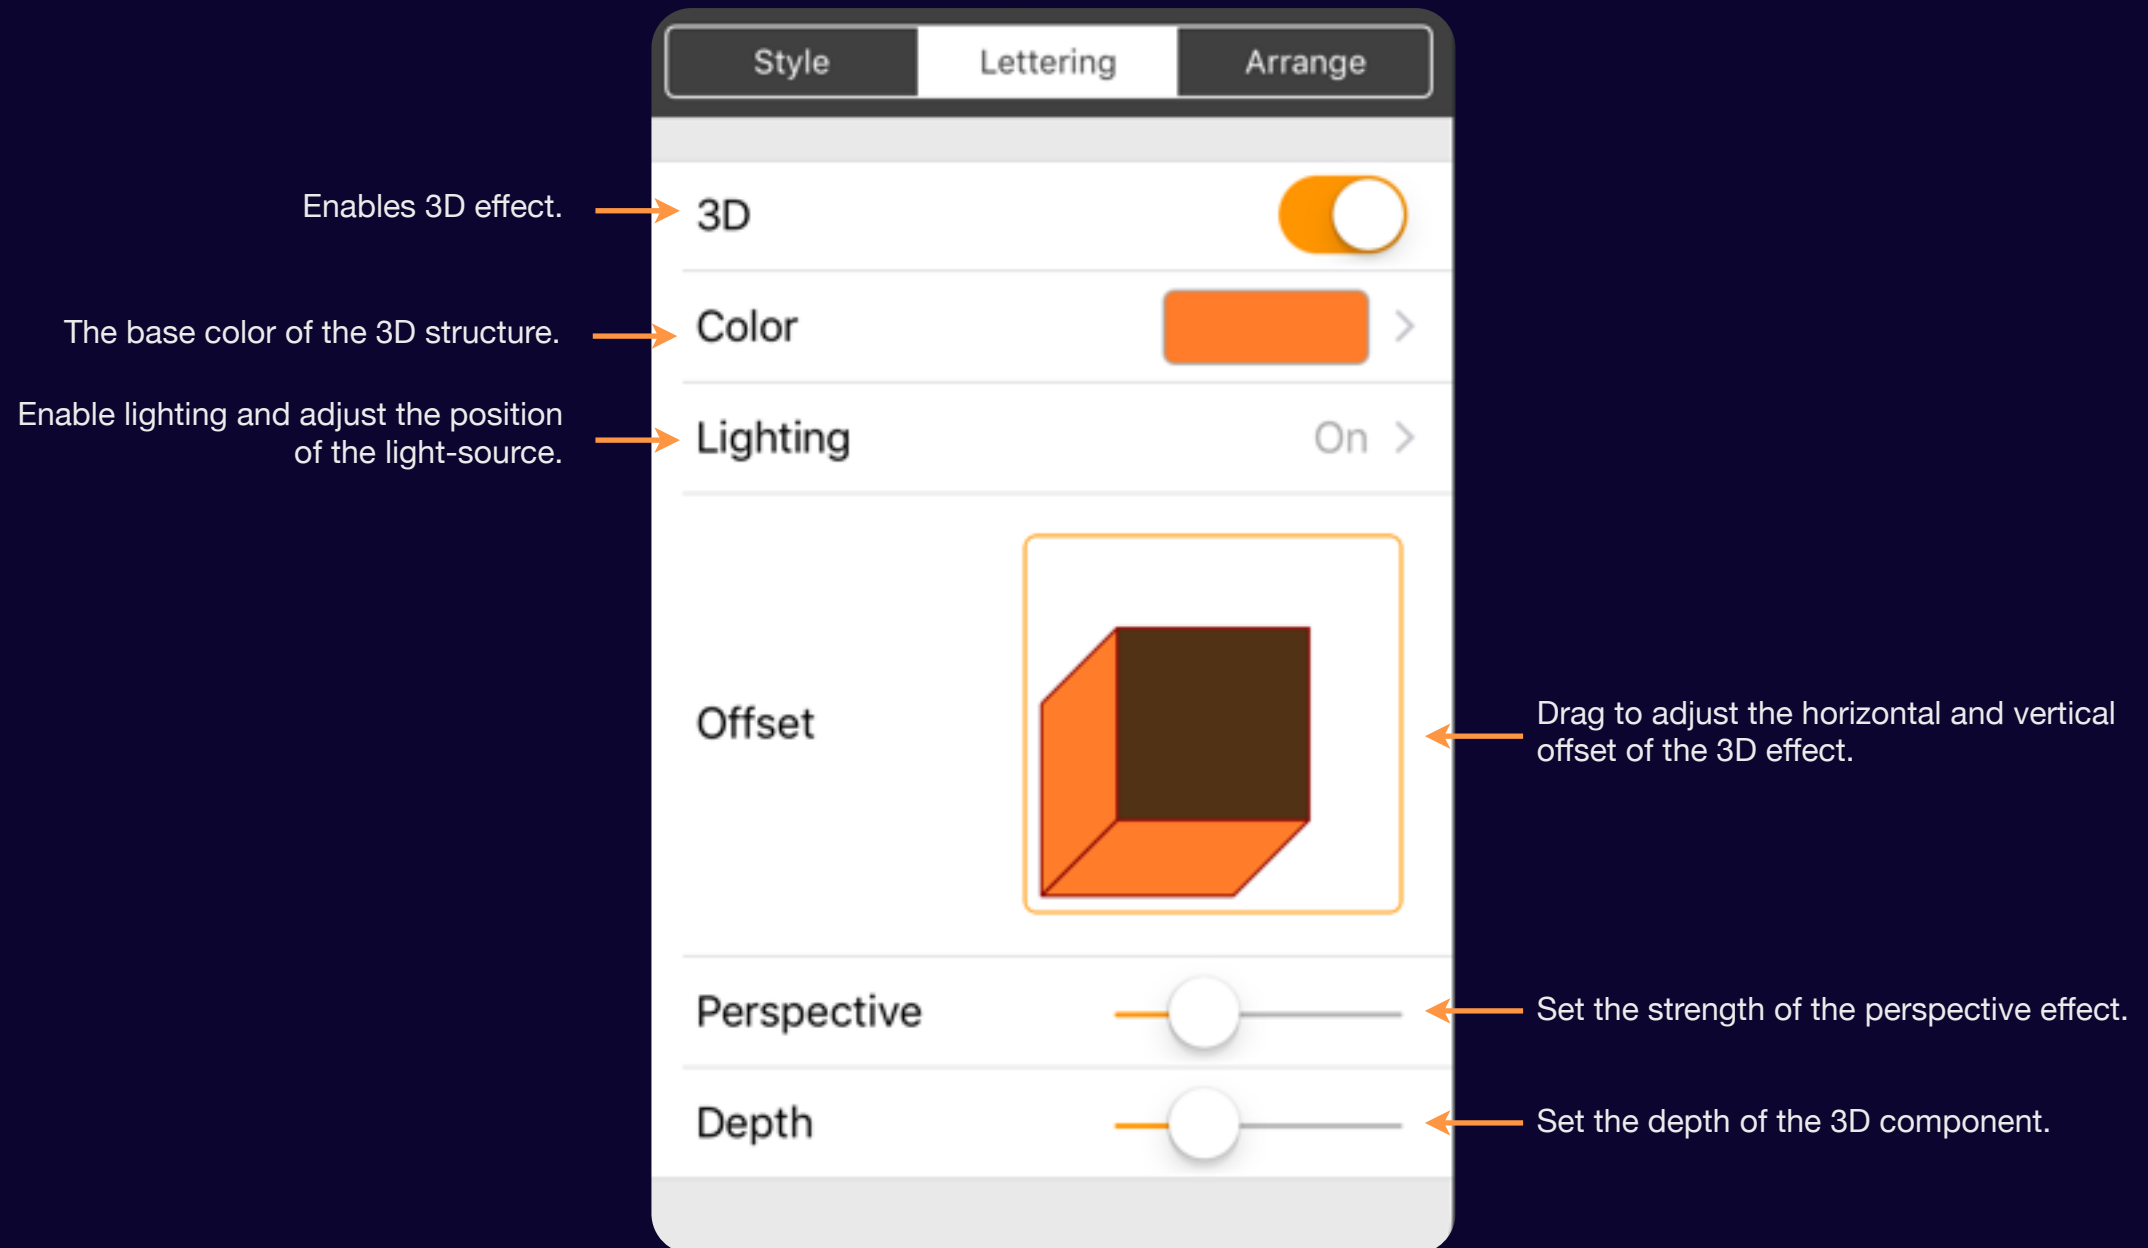 Style
Lettering
Arrange
Enables 3D effect.
3D
The base color of the 3D structure.
Color
Enable lighting and adjust the position
of the light-source.
Lighting
On
Offset
Drag to adjust the horizontal and vertical
offset of the 3D effect.
Perspective
Set the strength of the perspective effect.
Depth
Set the depth of the 3D component.